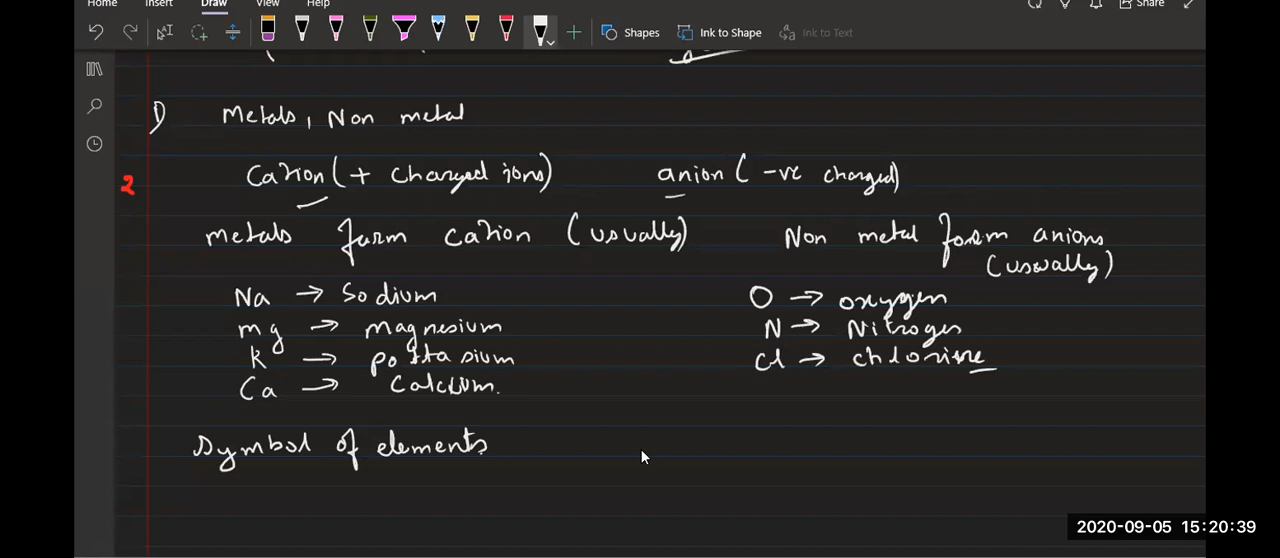 Home Insert Draw View Help Share
Shapes Ink to Shape Ink to Text
1) Metals, Non metal
2 Cation (+ charged ions) anion (-ve charged)
metals form cation (usually) Non metal form anions
(uswally)
Na → Sodium O → oxygen
mg → magnesium N → Nitrogen
k → pottasium Cl → chlorine
Ca → Calcium.
Symbol of elements.
2020-09-05 15:20:39